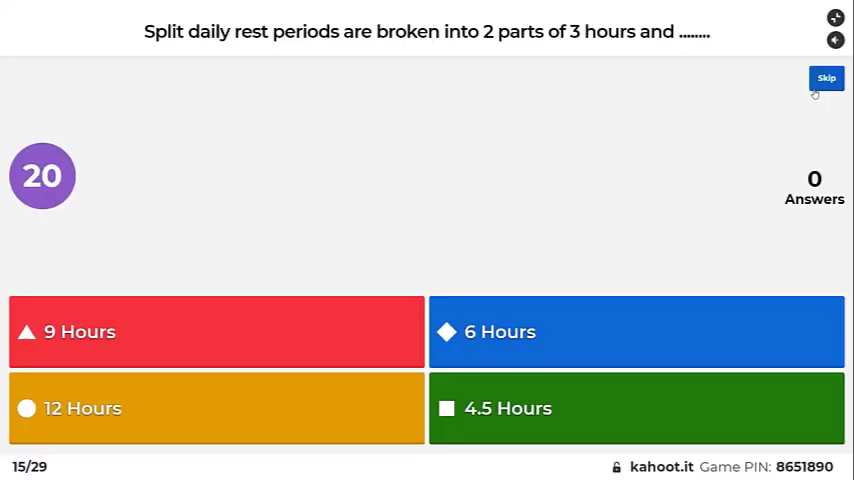 Split daily rest periods are broken into 2 parts of 3 hours and ........
Skip
20
0
Answers
9 Hours
6 Hours
12 Hours
4.5 Hours
15/29
kahoot.it Game PIN: 8651890